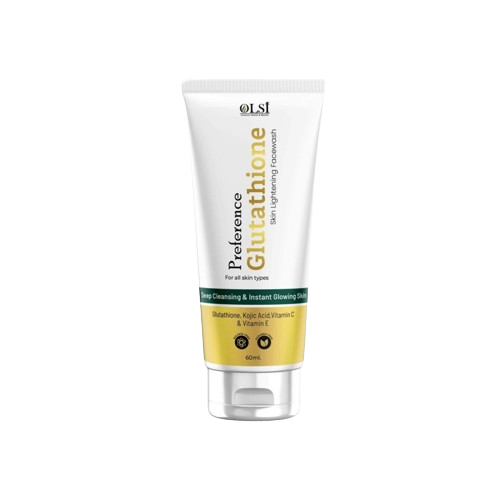 OLSI
Preference
Glutathione
Skin Lightening Facewash
For all skin types
Deep Cleansing & Instant Glowing Skin
Glutathione, Kojic Acid, Vitamin C
& Vitamin E
60mL